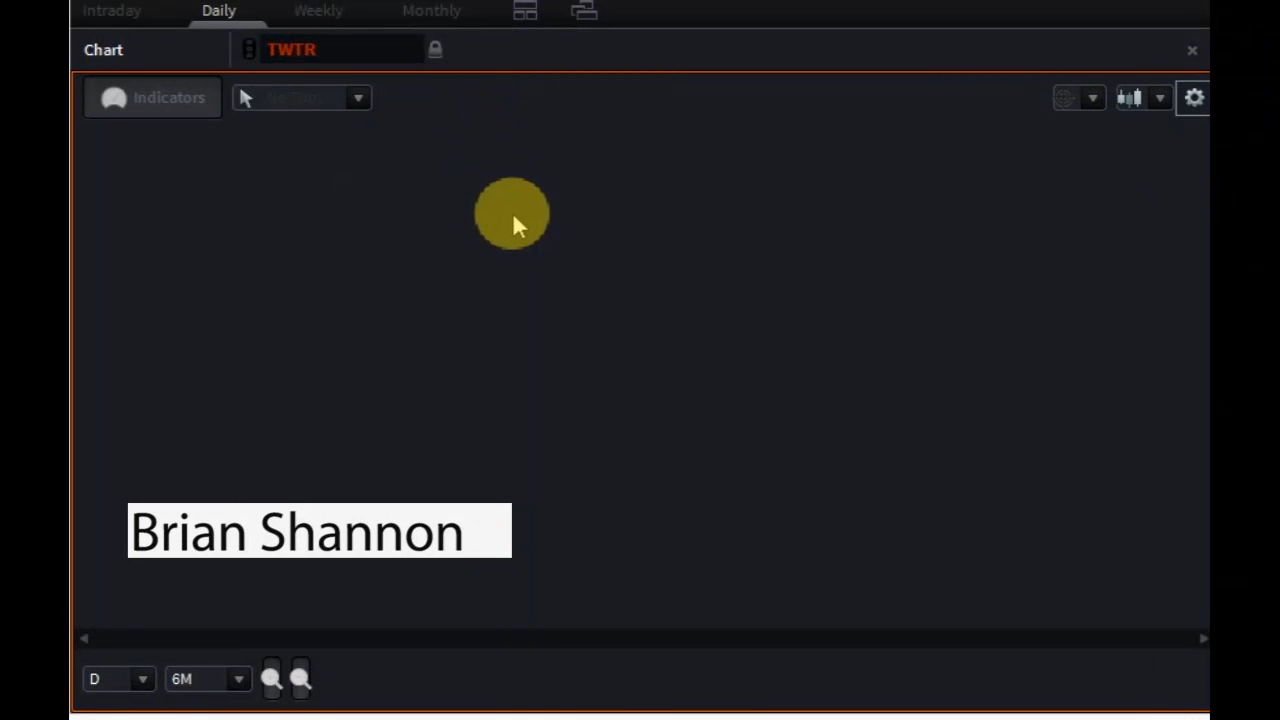 Intraday Daily Weekly Monthly
Chart TWTR
Indicators
Brian Shannon
D 6M